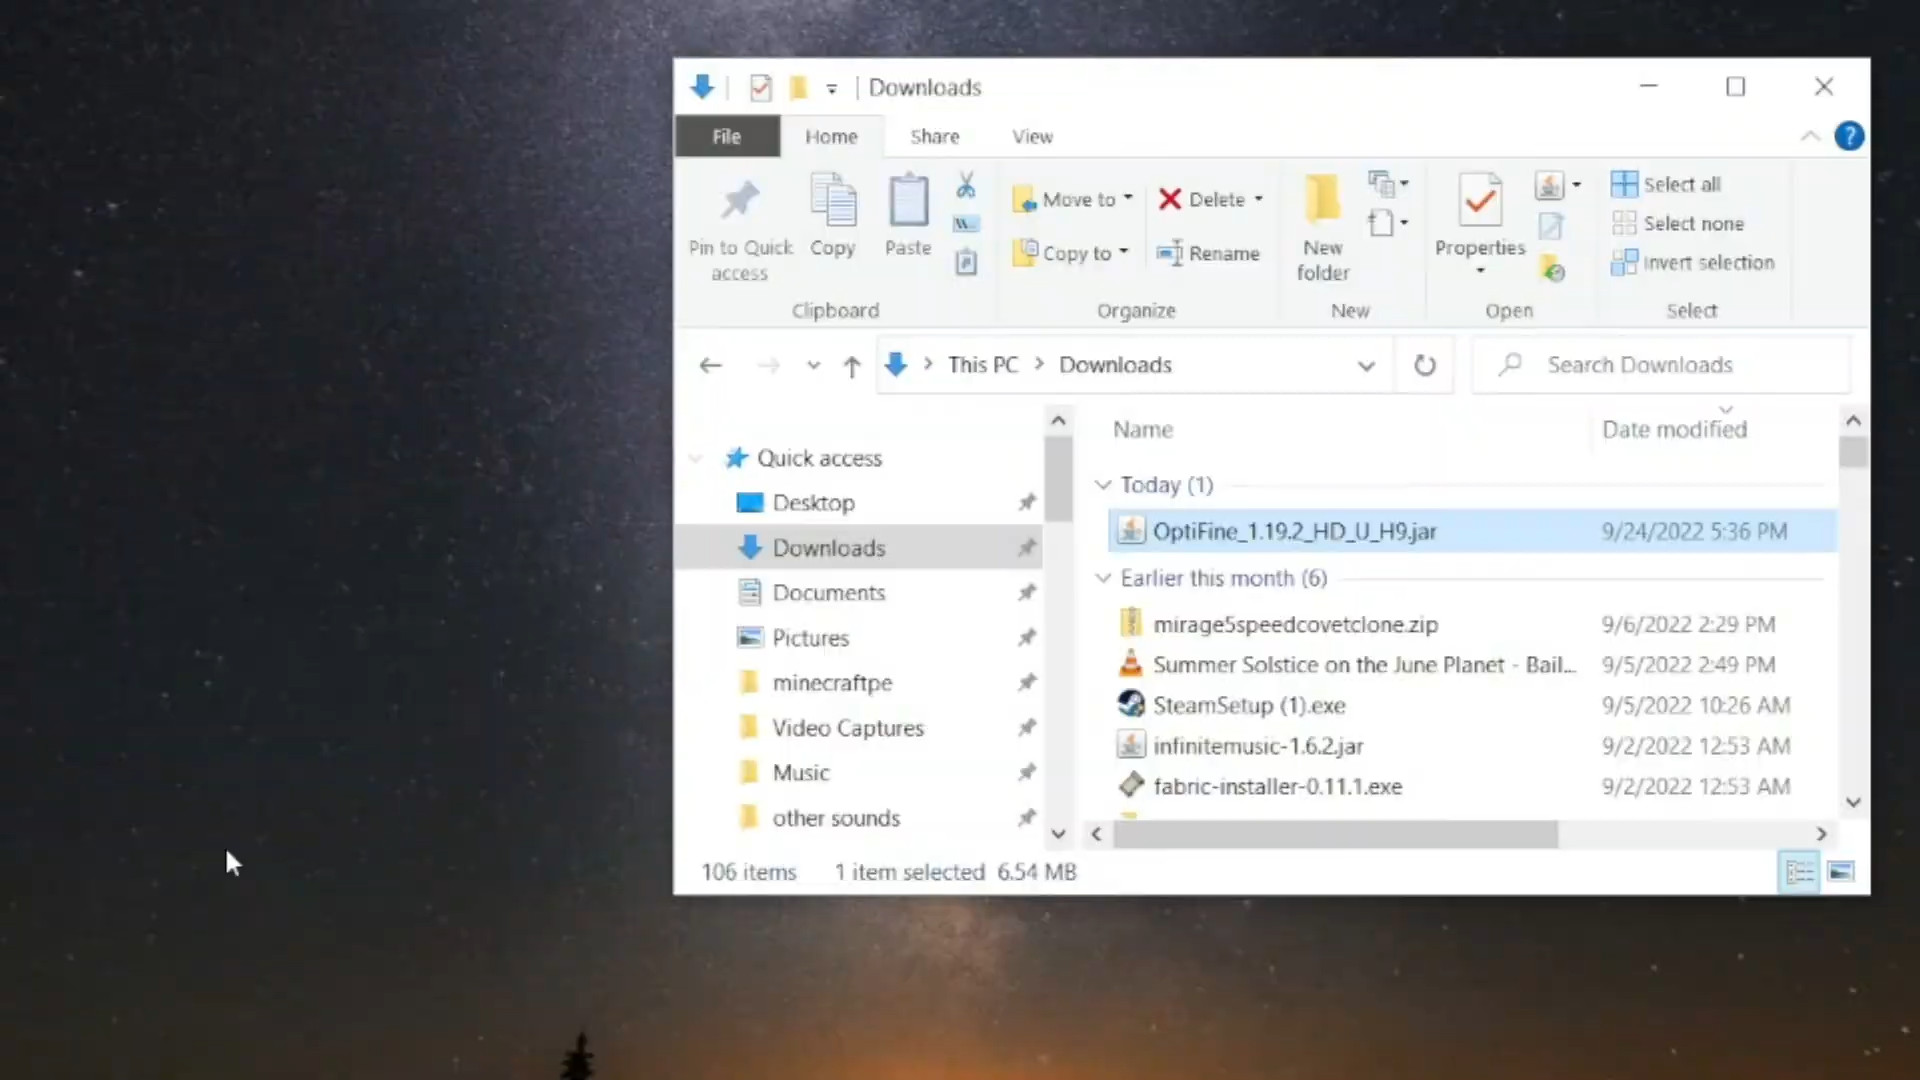 Downloads
File Home Share View ?
Pin to Quick access
Copy
Paste
Move to
Copy to
Delete
Rename
New folder
Properties
Select all
Select none
Invert selection
Clipboard Organize New Open Select
This PC Downloads
Search Downloads
Name Date modified
Quick access
Desktop
Downloads
Documents
Pictures
minecraftpe
Video Captures
Music
other sounds
Today (1)
OptiFine_1.19.2_HD_U_H9.jar 9/24/2022 5:36 PM
Earlier this month (6)
mirage5speedcovetclone.zip 9/6/2022 2:29 PM
Summer Solstice on the June Planet - Bail... 9/5/2022 2:49 PM
SteamSetup (1).exe 9/5/2022 10:26 AM
infinitemusic-1.6.2.jar 9/2/2022 12:53 AM
fabric-installer-0.11.1.exe 9/2/2022 12:53 AM
106 items 1 item selected 6.54 MB